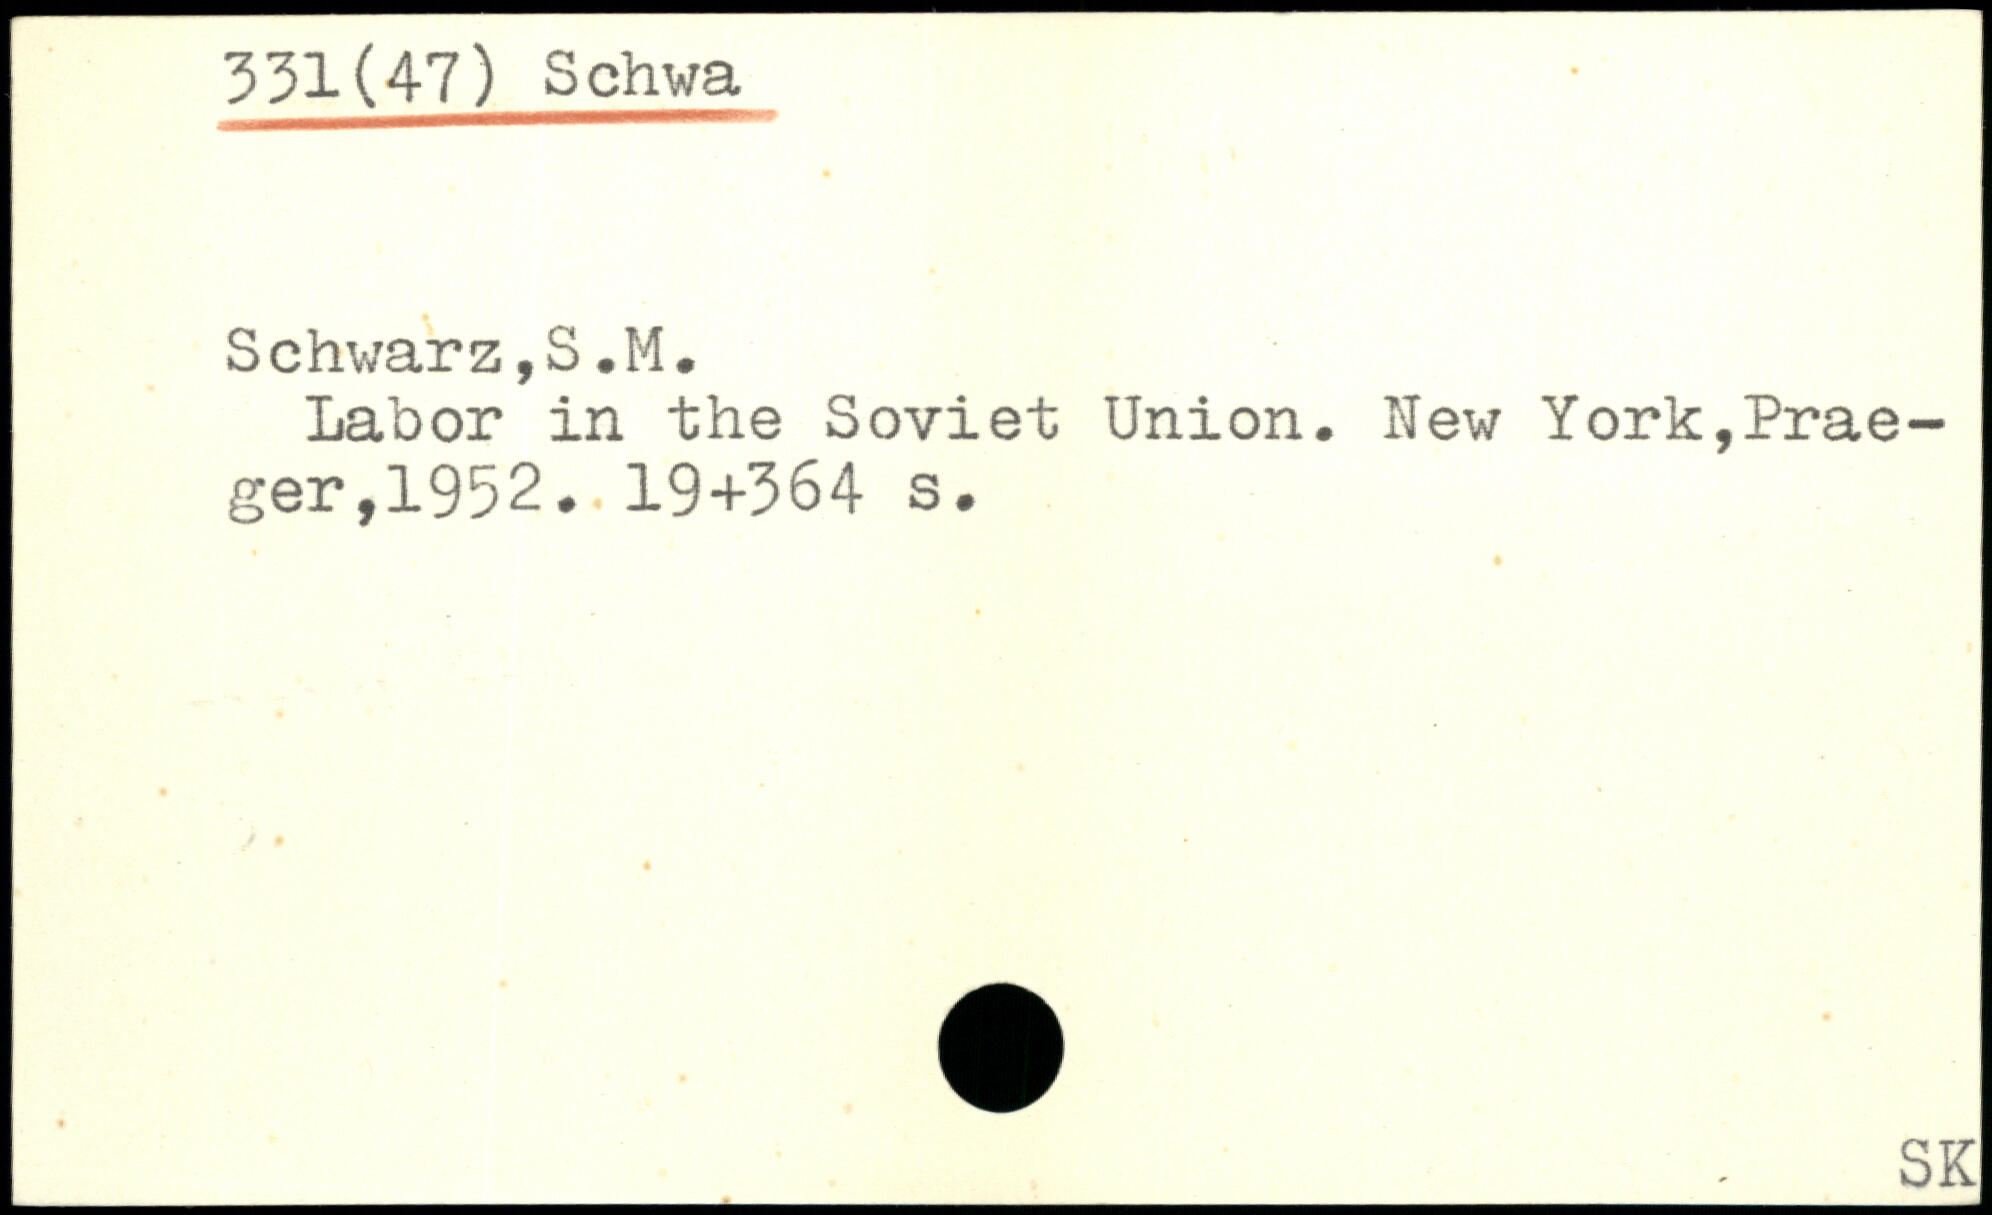 331(47) Schwa
Schwarz,S.M.
Labor in the Soviet Union. New York,Prae-
ger,1952. 19+364 s.
SK